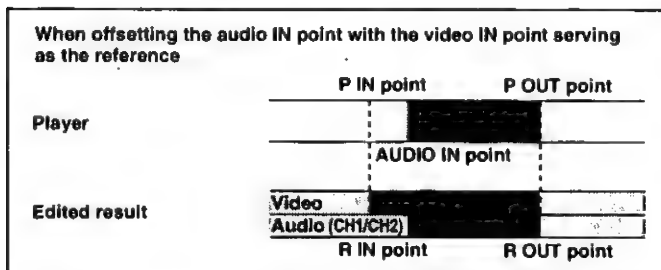 When offsetting the audio IN point with the video IN point serving
as the reference
P IN point P OUT point
Player
AUDIO IN point
Edited result
Video
Audio (CH1/CH2)
R IN point R OUT point